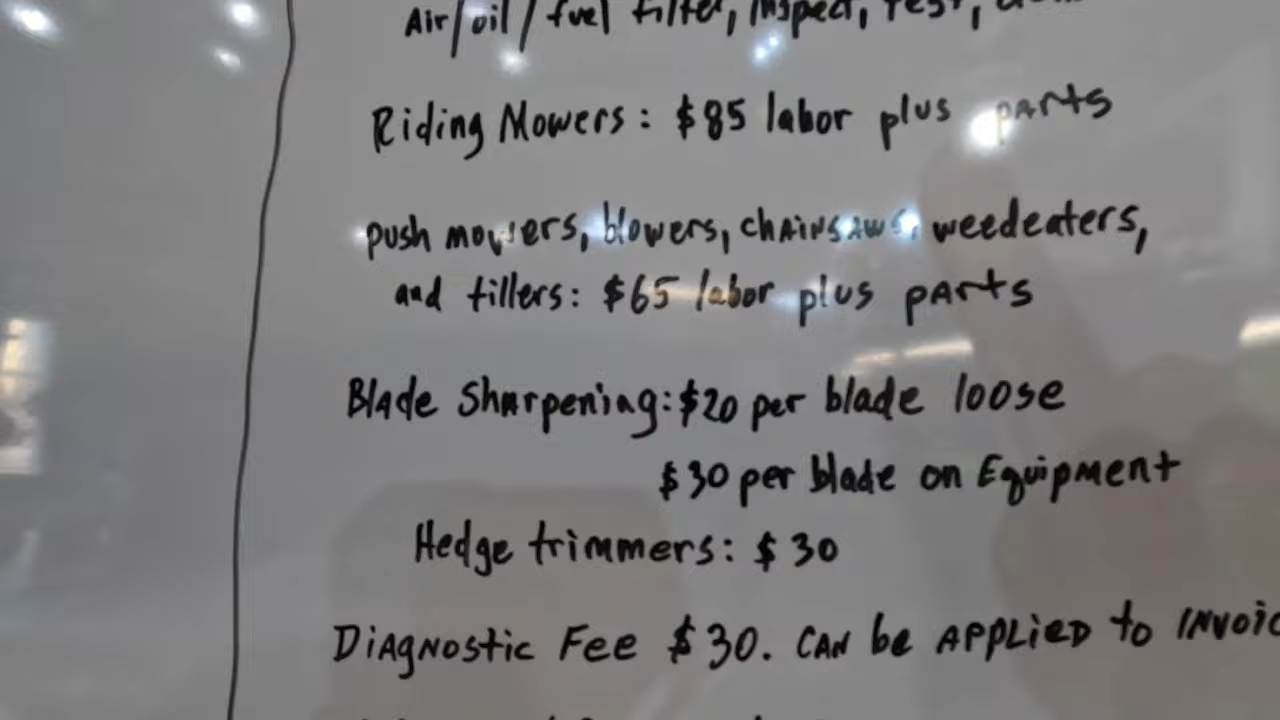 Air/oil/fuel filter, inspect, test,
Riding Mowers: $85 labor plus parts
push mowers, blowers, chainsaws, weedeaters,
and tillers: $65 labor plus parts
Blade Sharpening: $20 per blade loose
$30 per blade on Equipment
Hedge trimmers: $30
Diagnostic Fee $30. CAN be APPLIED to INVOIC